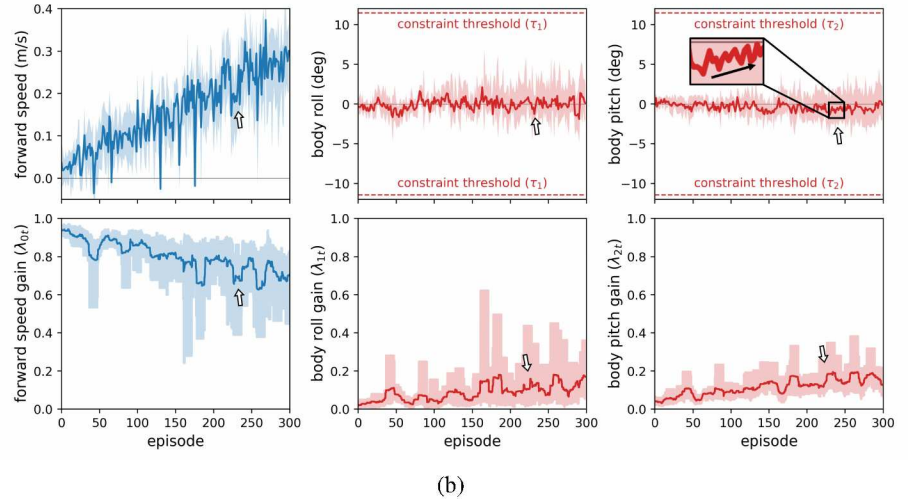 forward speed (m/s)
0.4
0.3
0.2
0.1
0.0
body roll (deg)
10
5
0
−5
−10
constraint threshold (τ1)
constraint threshold (τ1)
body pitch (deg)
10
5
0
−5
−10
constraint threshold (τ2)
constraint threshold (τ2)
forward speed gain (λ0t)
1.0
0.8
0.6
0.4
0.2
0.0
0 50 100 150 200 250 300
episode
body roll gain (λ1t)
1.0
0.8
0.6
0.4
0.2
0.0
0 50 100 150 200 250 300
episode
body pitch gain (λ2t)
1.0
0.8
0.6
0.4
0.2
0.0
0 50 100 150 200 250 300
episode
(b)